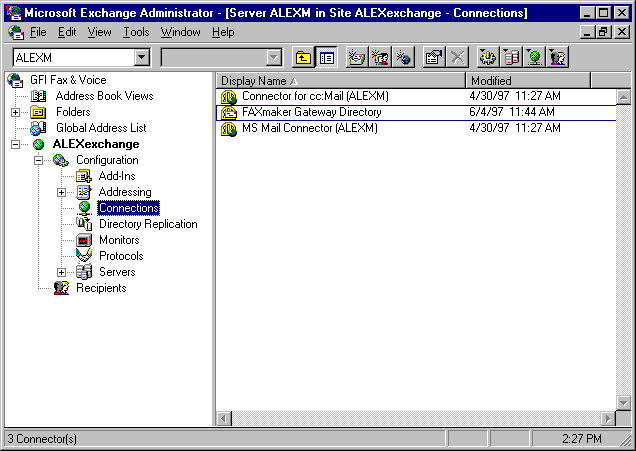 Microsoft Exchange Administrator - [Server ALEXM in Site ALEXexchange - Connections]
File Edit View Tools Window Help
ALEXM
GFI Fax & Voice
Address Book Views
Folders
Global Address List
ALEXexchange
Configuration
Add-Ins
Addressing
Connections
Directory Replication
Monitors
Protocols
Servers
Recipients
Display Name Modified
Connector for cc:Mail (ALEXM) 4/30/97 11:27 AM
FAXmaker Gateway Directory 6/4/97 11:44 AM
MS Mail Connector (ALEXM) 4/30/97 11:27 AM
3 Connector(s) 2:27 PM